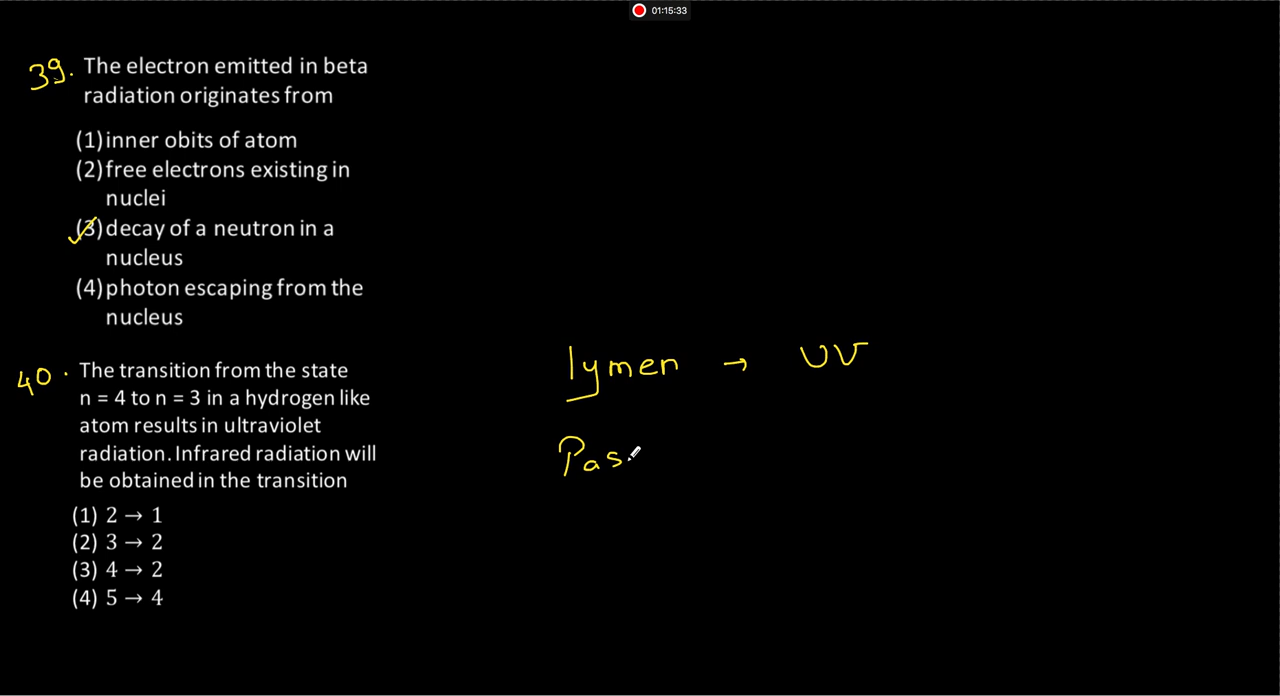 01:15:33
39. The electron emitted in beta
radiation originates from
(1) inner obits of atom
(2) free electrons existing in
nuclei
(3) decay of a neutron in a
nucleus
(4) photon escaping from the
nucleus
lymen → UV
40. The transition from the state
n = 4 to n = 3 in a hydrogen like
atom results in ultraviolet
radiation. Infrared radiation will
be obtained in the transition
Pas
(1) 2 → 1
(2) 3 → 2
(3) 4 → 2
(4) 5 → 4